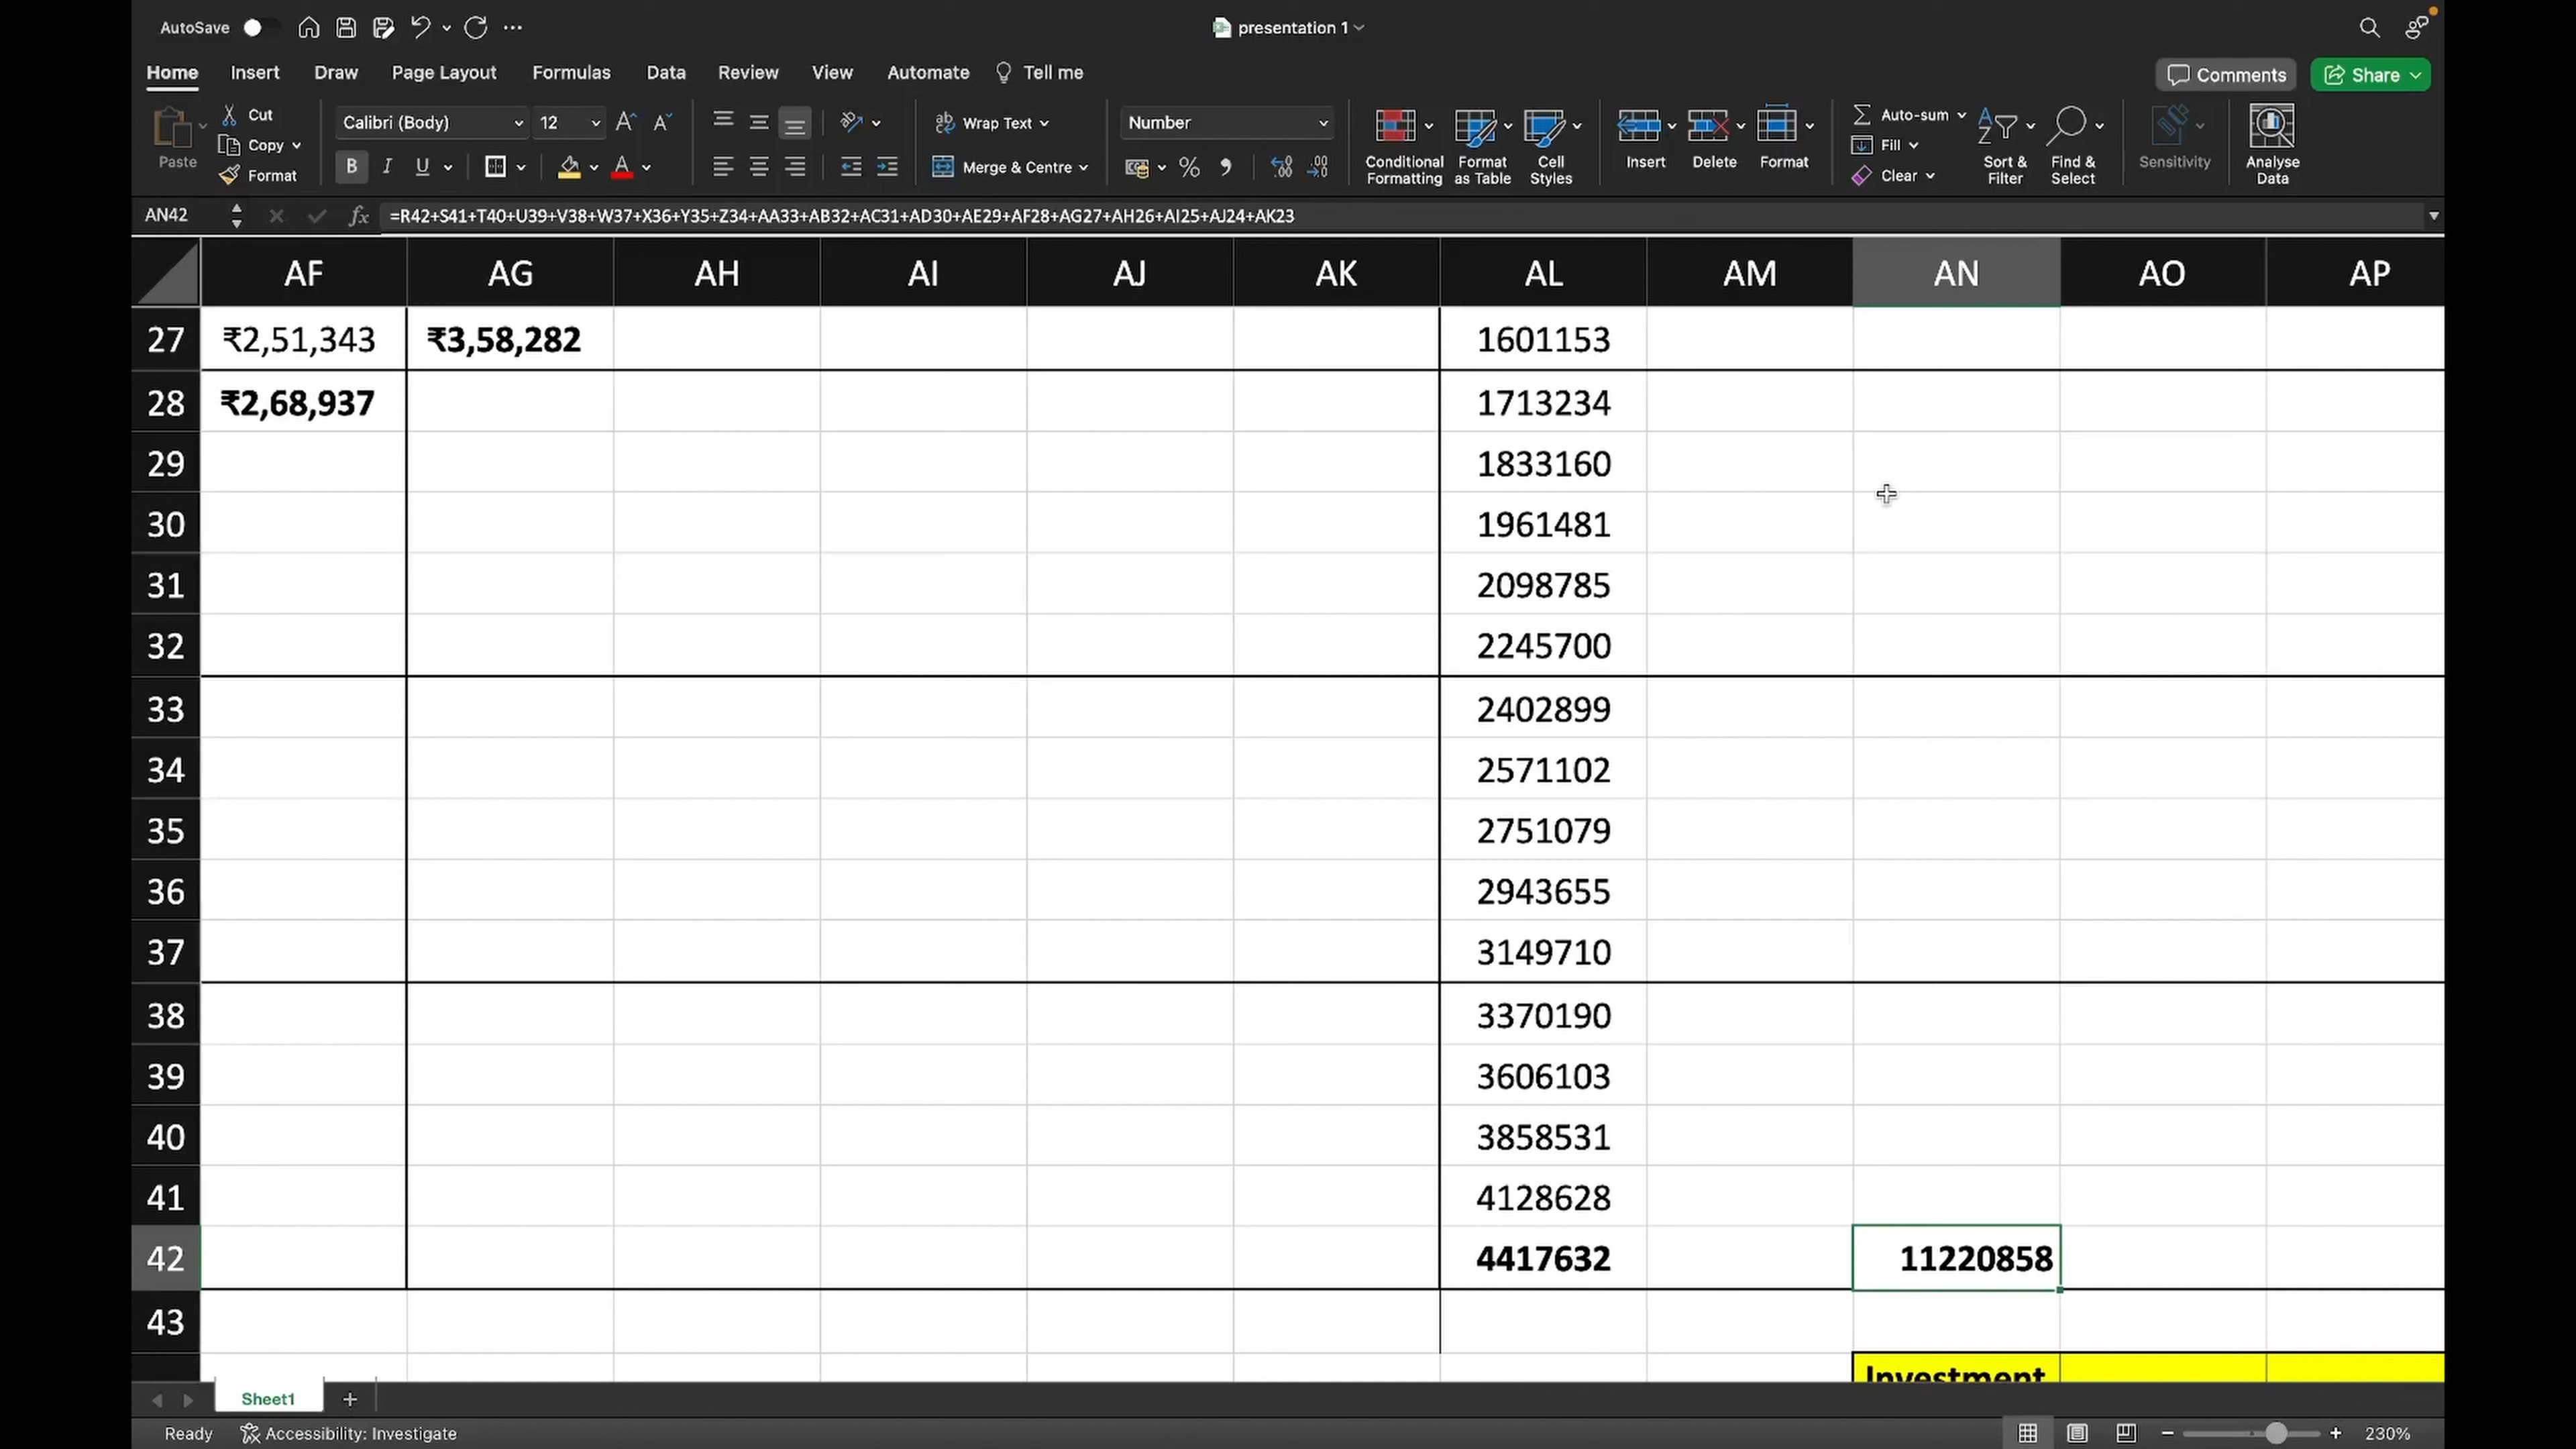 AutoSave
presentation 1
Home Insert Draw Page Layout Formulas Data Review View Automate Tell me
Comments Share
Paste
Cut
Copy
Format
Calibri (Body) 12
B I U
Wrap Text
Merge & Centre
Number
Conditional Formatting
Format as Table
Cell Styles
Insert
Delete
Format
Auto-sum
Fill
Clear
Sort & Filter
Find & Select
Sensitivity
Analyse Data
AN42 fx =R42+S41+T40+U39+V38+W37+X36+Y35+Z34+AA33+AB32+AC31+AD30+AE29+AF28+AG27+AH26+AI25+AJ24+AK23
AF AG AH AI AJ AK AL AM AN AO AP
27 ₹2,51,343 ₹3,58,282 1601153
28 ₹2,68,937 1713234
29 1833160
30 1961481
31 2098785
32 2245700
33 2402899
34 2571102
35 2751079
36 2943655
37 3149710
38 3370190
39 3606103
40 3858531
41 4128628
42 4417632 11220858
43
Investment
Sheet1
Ready Accessibility: Investigate 230%